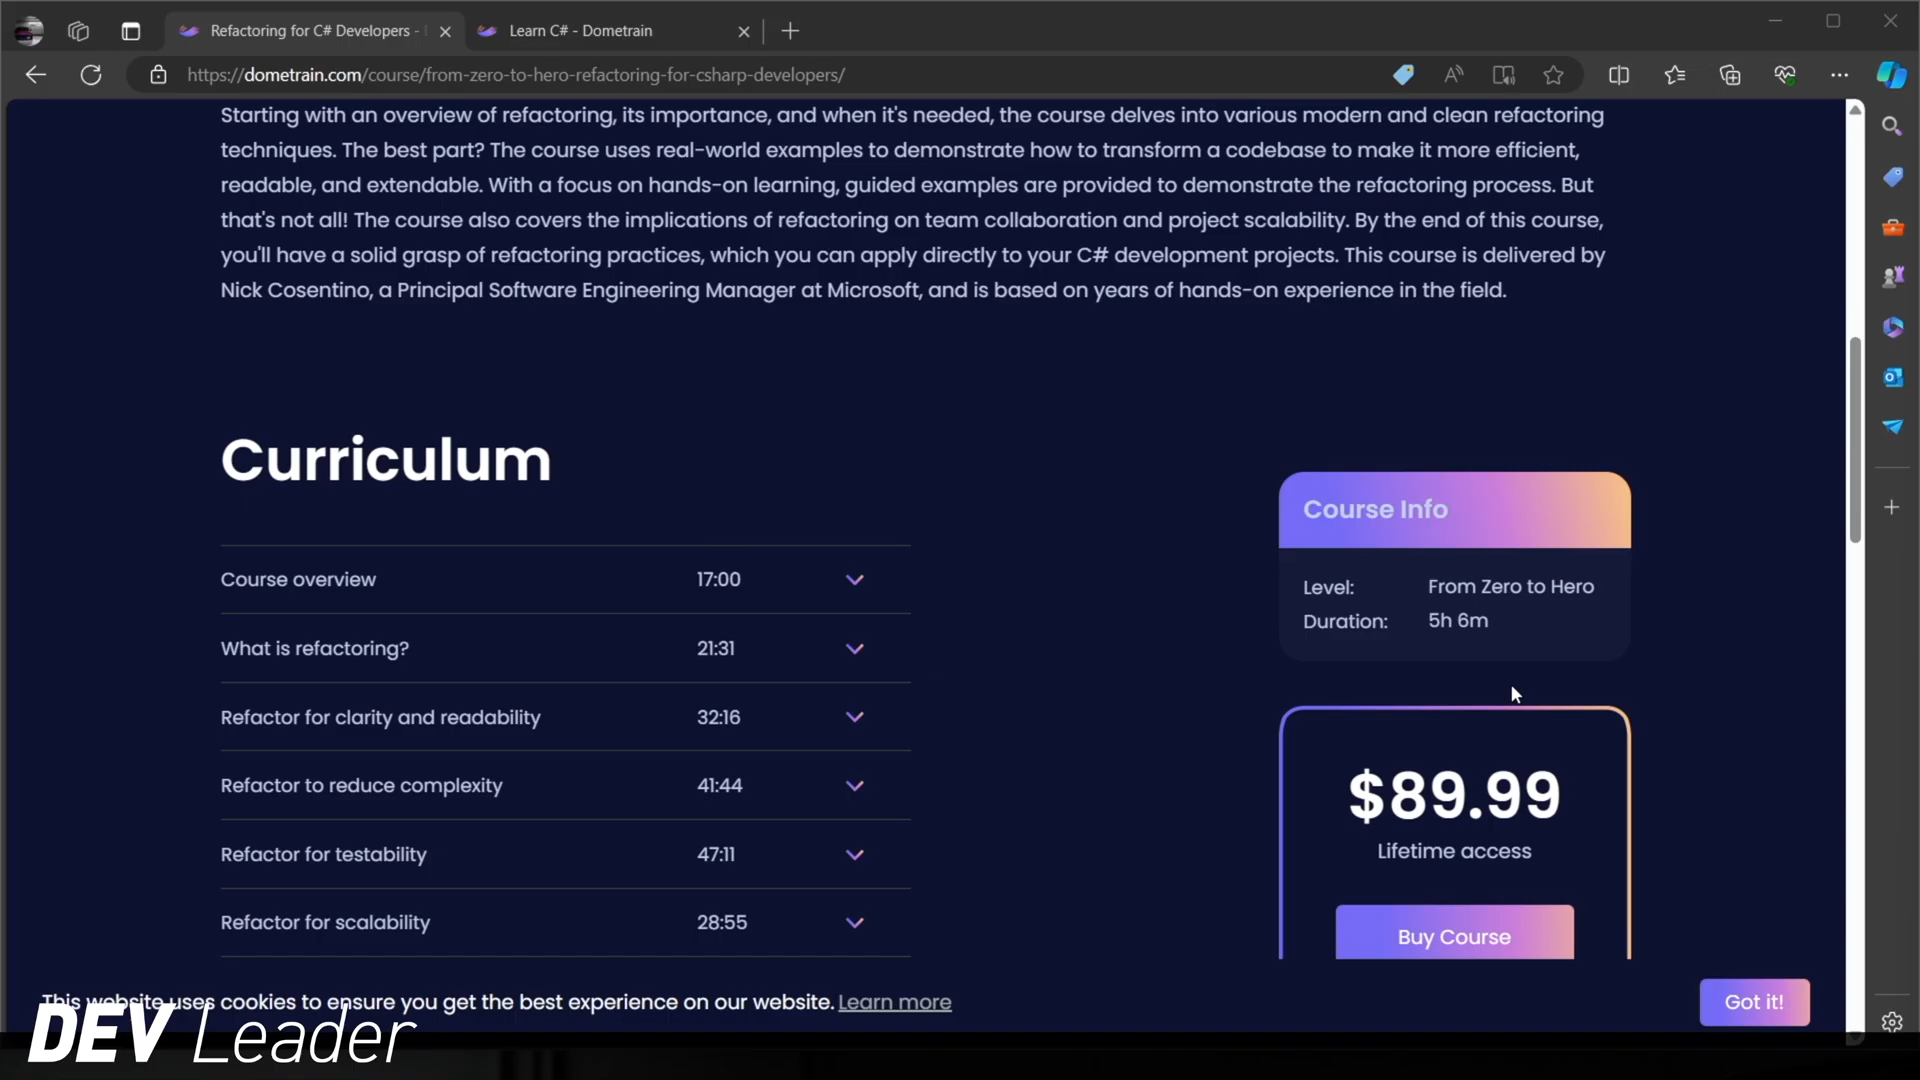 Refactoring for C# Developers -
Learn C# - Dometrain
https://dometrain.com/course/from-zero-to-hero-refactoring-for-csharp-developers/
Starting with an overview of refactoring, its importance, and when it's needed, the course delves into various modern and clean refactoring
techniques. The best part? The course uses real-world examples to demonstrate how to transform a codebase to make it more efficient,
readable, and extendable. With a focus on hands-on learning, guided examples are provided to demonstrate the refactoring process. But
that's not all! The course also covers the implications of refactoring on team collaboration and project scalability. By the end of this course,
you'll have a solid grasp of refactoring practices, which you can apply directly to your C# development projects. This course is delivered by
Nick Cosentino, a Principal Software Engineering Manager at Microsoft, and is based on years of hands-on experience in the field.
Curriculum
Course overview 17:00
What is refactoring? 21:31
Refactor for clarity and readability 32:16
Refactor to reduce complexity 41:44
Refactor for testability 47:11
Refactor for scalability 28:55
Course Info
Level: From Zero to Hero
Duration: 5h 6m
$89.99
Lifetime access
Buy Course
This website uses cookies to ensure you get the best experience on our website. Learn more
Got it!
DEV Leader